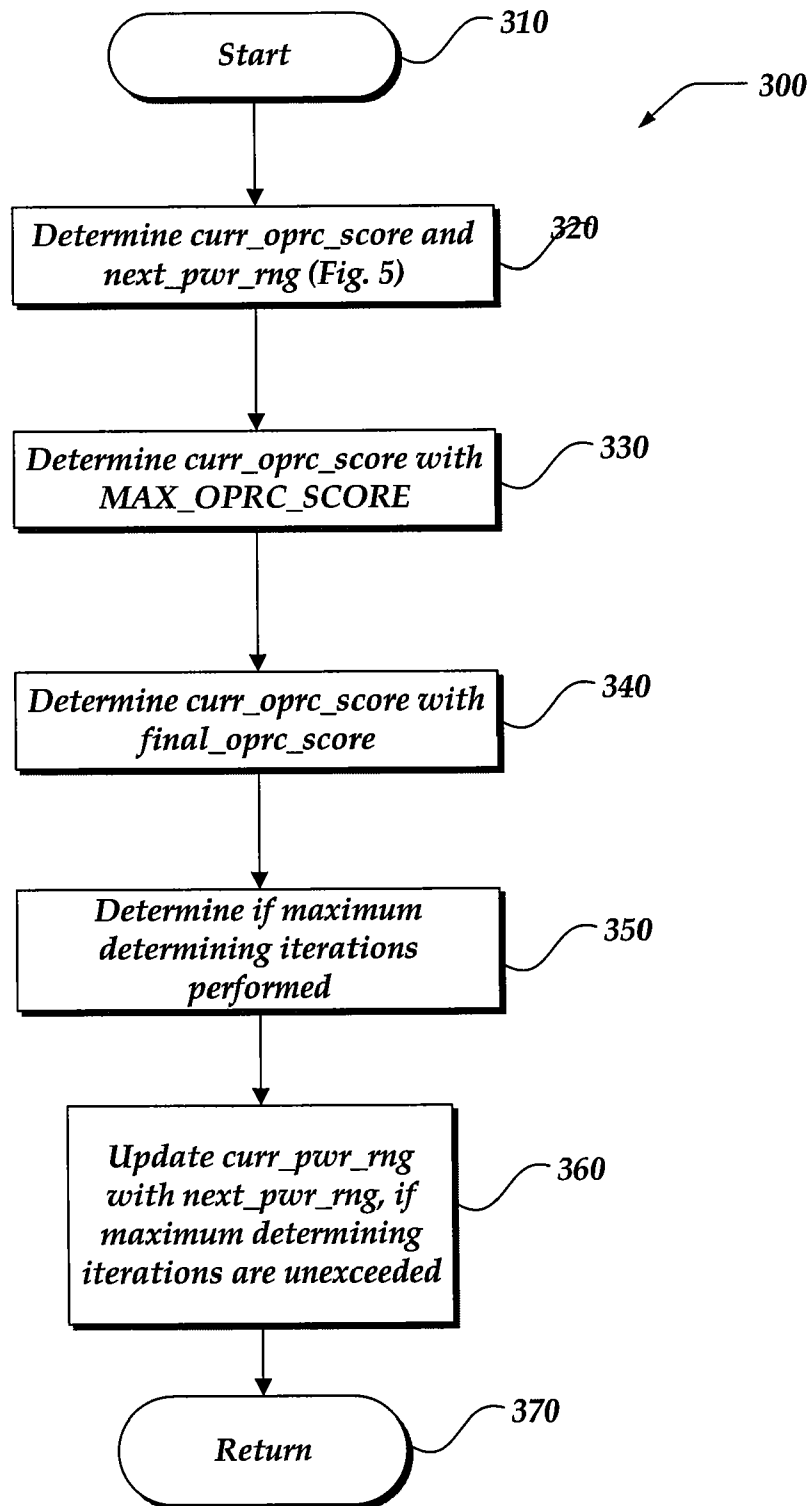 Start
310
300
Determine curr_oprc_score and
next_pwr_rng (Fig. 5)
320
Determine curr_oprc_score with
MAX_OPRC_SCORE
330
Determine curr_oprc_score with
final_oprc_score
340
Determine if maximum
determining iterations
performed
350
Update curr_pwr_rng
with next_pwr_rng, if
maximum determining
iterations are unexceeded
360
Return
370